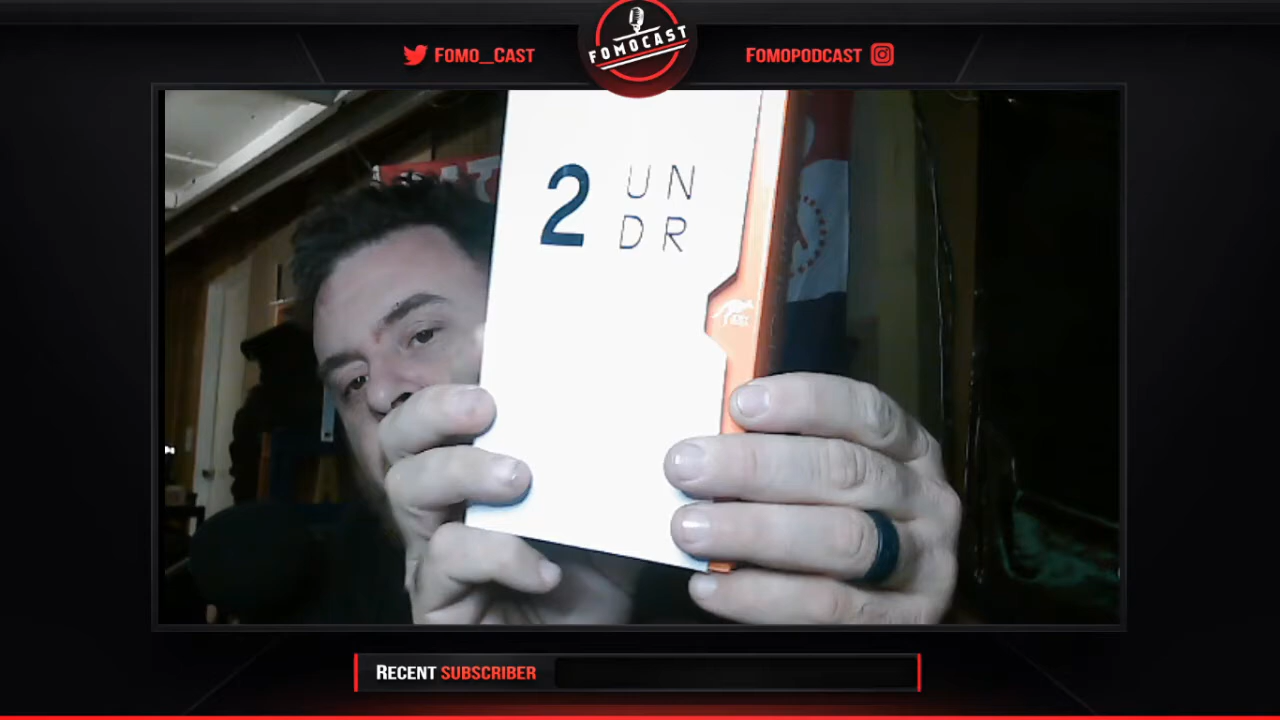 FOMO_CAST
FOMOCAST
FOMOPODCAST
2 UN
DR
RECENT SUBSCRIBER